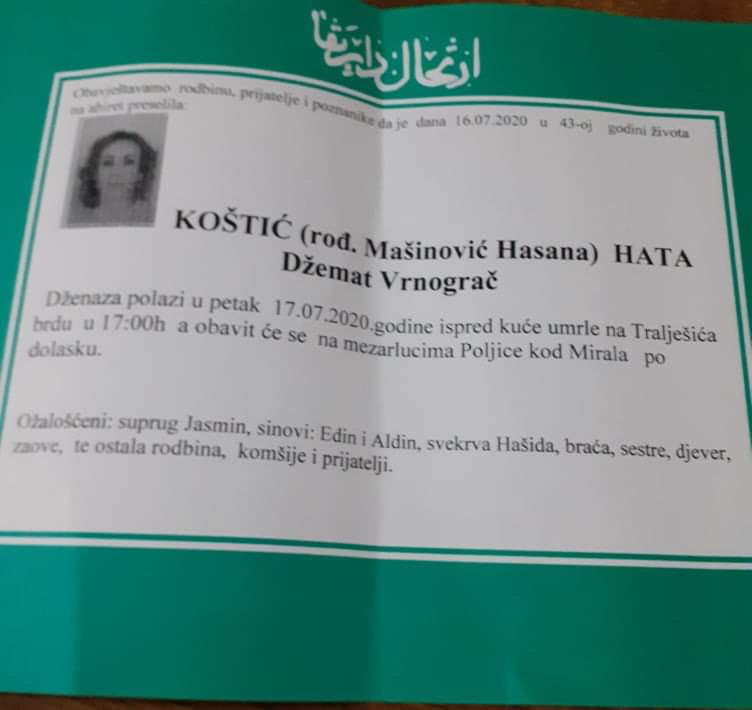 ارتحال دار بقا
Obavještavamo rodbinu, prijatelje i poznanike da je dana 16.07.2020 u 43-oj godini života
na ahiret preselila:
KOŠTIĆ (rođ. Mašinović Hasana) HATA
Džemat Vrnograč
Dženaza polazi u petak 17.07.2020.godine ispred kuće umrle na Tralješića
brdu u 17:00h a obavit će se na mezarlucima Poljice kod Mirala po
dolasku.
Ožalošćeni: suprug Jasmin, sinovi: Edin i Aldin, svekrva Hašida, braća, sestre, djever,
zaove, te ostala rodbina, komšije i prijatelji.